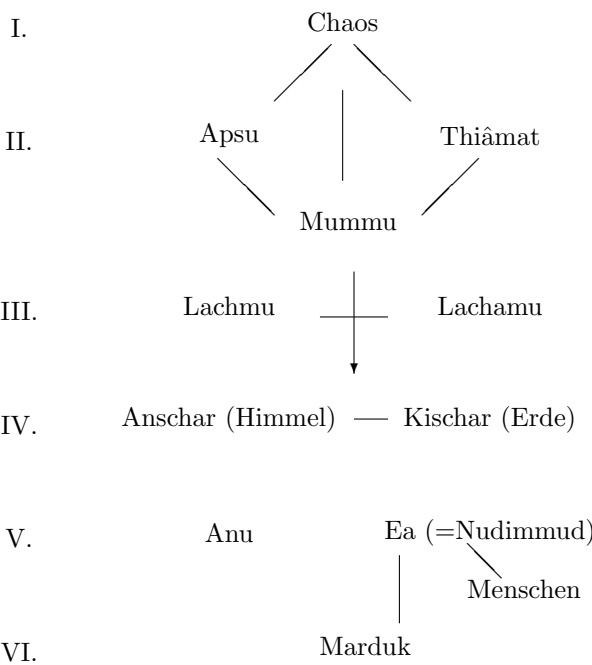 I. Chaos
II. Apsu Thiâmat
Mummu
III. Lachmu Lachamu
IV. Anschar (Himmel) Kischar (Erde)
V. Anu Ea (=Nudimmud)
Menschen
VI. Marduk